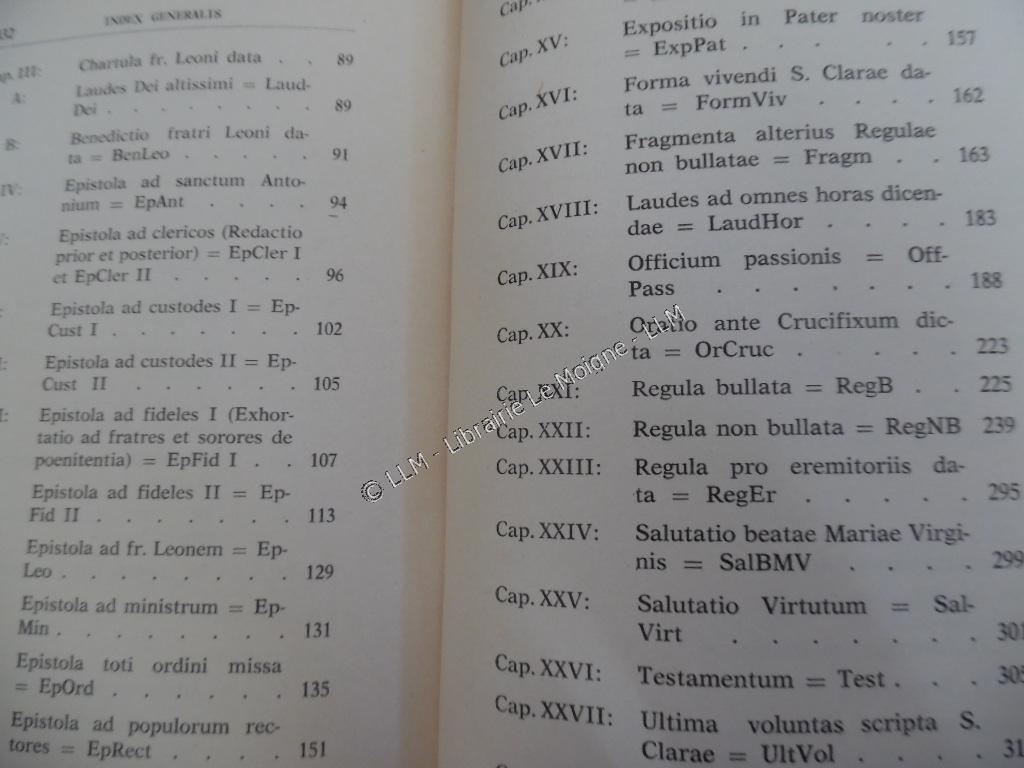 INDEX GENERALIS
Chartula fr. Leoni data . . 89
A: Laudes Dei altissimi = Laud-
Dei . . . . . . . . 89
B: Benedictio fratri Leoni da-
ta = BenLeo . . . . . 91
IV: Epistola ad sanctum Anto-
nium = EpAnt . . . . 94
Epistola ad clericos (Redactio
prior et posterior) = EpCler I
et EpCler II . . . . . 96
Epistola ad custodes I = Ep-
Cust I . . . . . . . 102
Epistola ad custodes II = Ep-
Cust II . . . . . . 105
Epistola ad fideles I (Exhor-
tatio ad fratres et sorores de
poenitentia) = EpFid I . . 107
Epistola ad fideles II = Ep-
Fid II . . . . . . . 113
Epistola ad fr. Leonem = Ep-
Leo . . . . . . . . 129
Epistola ad ministrum = Ep-
Min . . . . . . . . 131
Epistola toti ordini missa
= EpOrd . . . . . . 135
Epistola ad populorum rec-
tores = EpRect . . . . 151
Cap. XV: Expositio in Pater noster
= ExpPat . . . . . 157
Cap. XVI: Forma vivendi S. Clarae da-
ta = FormViv . . . . 162
Cap. XVII: Fragmenta alterius Regulae
non bullatae = Fragm . . 163
Cap. XVIII: Laudes ad omnes horas dicen-
dae = LaudHor . . . . 183
Cap. XIX: Officium passionis = Off-
Pass . . . . . . . 188
Cap. XX: Oratio ante Crucifixum dic-
ta = OrCruc . . . . . 223
Cap. XXI: Regula bullata = RegB . . 225
Cap. XXII: Regula non bullata = RegNB 239
Cap. XXIII: Regula pro eremitoriis da-
ta = RegEr . . . . . 295
Cap. XXIV: Salutatio beatae Mariae Virgi-
nis = SalBMV . . . . 299
Cap. XXV: Salutatio Virtutum = Sal-
Virt . . . . . . . 301
Cap. XXVI: Testamentum = Test . . . 305
Cap. XXVII: Ultima voluntas scripta S.
Clarae = UltVol . . . .
© LLM - Librairie Le Moigne - LLM